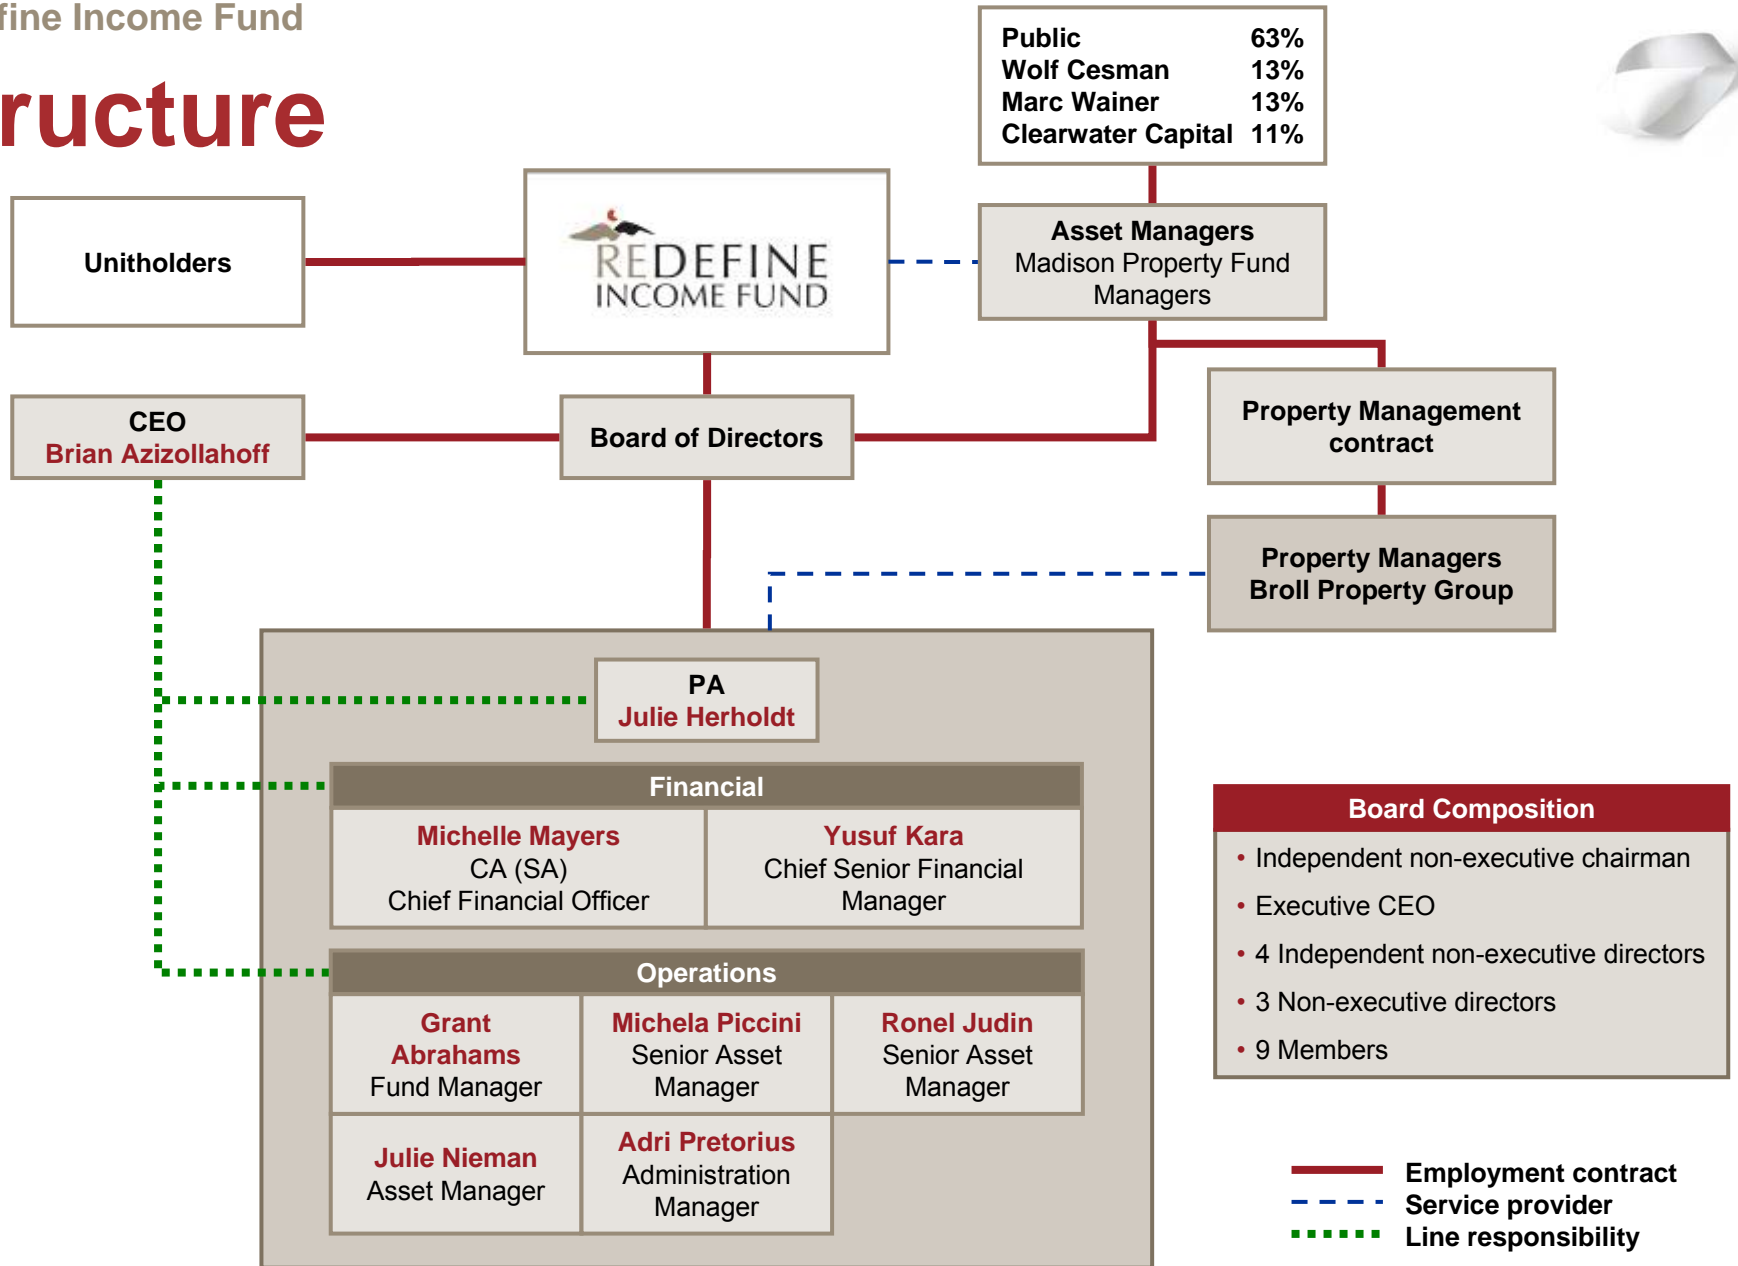 fine Income Fund
ructure
Public 63%
Wolf Cesman 13%
Marc Wainer 13%
Clearwater Capital 11%
Unitholders
REDEFINE
INCOME FUND
Asset Managers
Madison Property Fund
Managers
CEO
Brian Azizollahoff
Board of Directors
Property Management
contract
Property Managers
Broll Property Group
PA
Julie Herholdt
Financial
Michelle Mayers
CA (SA)
Chief Financial Officer
Yusuf Kara
Chief Senior Financial
Manager
Operations
Grant
Abrahams
Fund Manager
Michela Piccini
Senior Asset
Manager
Ronel Judin
Senior Asset
Manager
Julie Nieman
Asset Manager
Adri Pretorius
Administration
Manager
Board Composition
• Independent non-executive chairman
• Executive CEO
• 4 Independent non-executive directors
• 3 Non-executive directors
• 9 Members
Employment contract
Service provider
Line responsibility